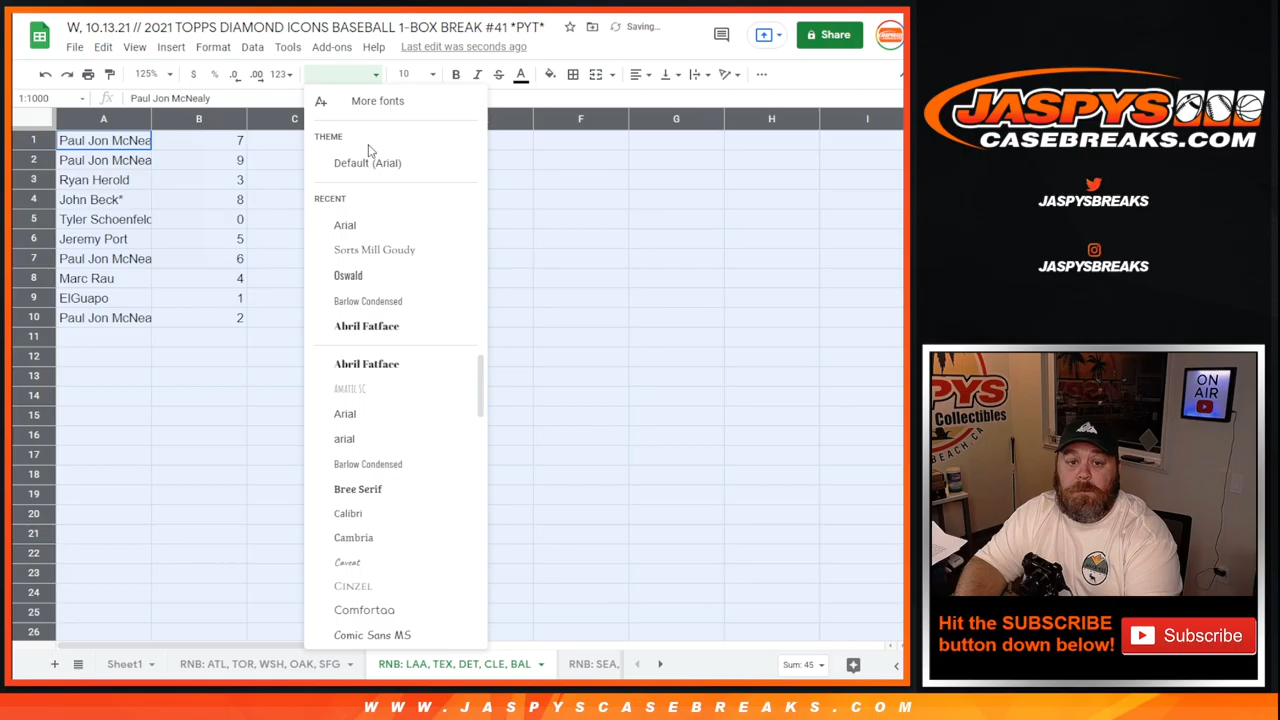 W, 10.13.21 // 2021 TOPPS DIAMOND ICONS BASEBALL 1-BOX BREAK #41 *PYT*
Saving...
File Edit View Insert Format Data Tools Add-ons Help Last edit was seconds ago
Share
125% $ % .0 .00 123 10 B I S A
1:1000 Paul Jon McNealy
A B C F G H I
1 Paul Jon McNea 7
2 Paul Jon McNea 9
3 Ryan Herold 3
4 John Beck* 8
5 Tyler Schoenfeld 0
6 Jeremy Port 5
7 Paul Jon McNea 6
8 Marc Rau 4
9 ElGuapo 1
10 Paul Jon McNea 2
11
12
13
14
15
16
17
18
19
20
21
22
23
24
25
26
More fonts
THEME
Default (Arial)
RECENT
Arial
Sorts Mill Goudy
Oswald
Barlow Condensed
Abril Fatface
Abril Fatface
AMATIC SC
Arial
arial
Barlow Condensed
Bree Serif
Calibri
Cambria
Caveat
CINZEL
Comfortaa
Comic Sans MS
Sheet1 RNB: ATL, TOR, WSH, OAK, SFG RNB: LAA, TEX, DET, CLE, BAL RNB: SEA, Sum: 45
JASPYS
CASEBREAKS.COM
JASPYSBREAKS
JASPYSBREAKS
PYS
Collectibles
BEACH, CA
ON
AIR
Hit the SUBSCRIBE
button down below!
Subscribe
WWW.JASPYSCASEBREAKS.COM